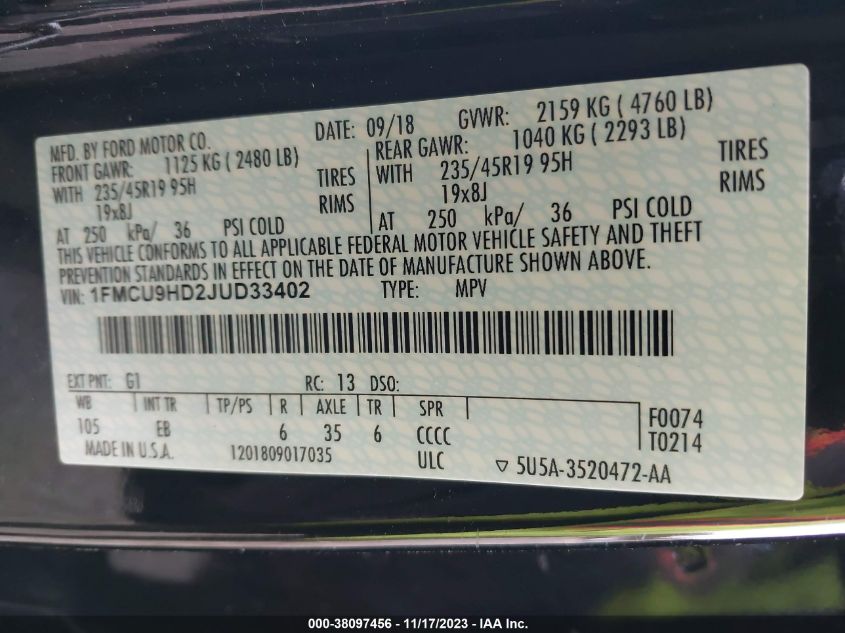 MFD. BY FORD MOTOR CO. DATE: 09/18 GVWR: 2159 KG ( 4760 LB)
FRONT GAWR: 1125 KG ( 2480 LB) REAR GAWR: 1040 KG ( 2293 LB)
WITH 235/45R19 95H TIRES WITH 235/45R19 95H TIRES
19x8J RIMS 19x8J RIMS
AT 250 kPa/ 36 PSI COLD AT 250 kPa/ 36 PSI COLD
THIS VEHICLE CONFORMS TO ALL APPLICABLE FEDERAL MOTOR VEHICLE SAFETY AND THEFT
PREVENTION STANDARDS IN EFFECT ON THE DATE OF MANUFACTURE SHOWN ABOVE.
VIN: 1FMCU9HD2JUD33402 TYPE: MPV
EXT PNT: G1 RC: 13 DSO:
WB INT TR TP/PS R AXLE TR SPR F0074
105 EB 6 35 6 CCCC T0214
MADE IN U.S.A. 1201809017035 ULC ▽ 5U5A-3520472-AA
000-38097456 - 11/17/2023 - IAA Inc.